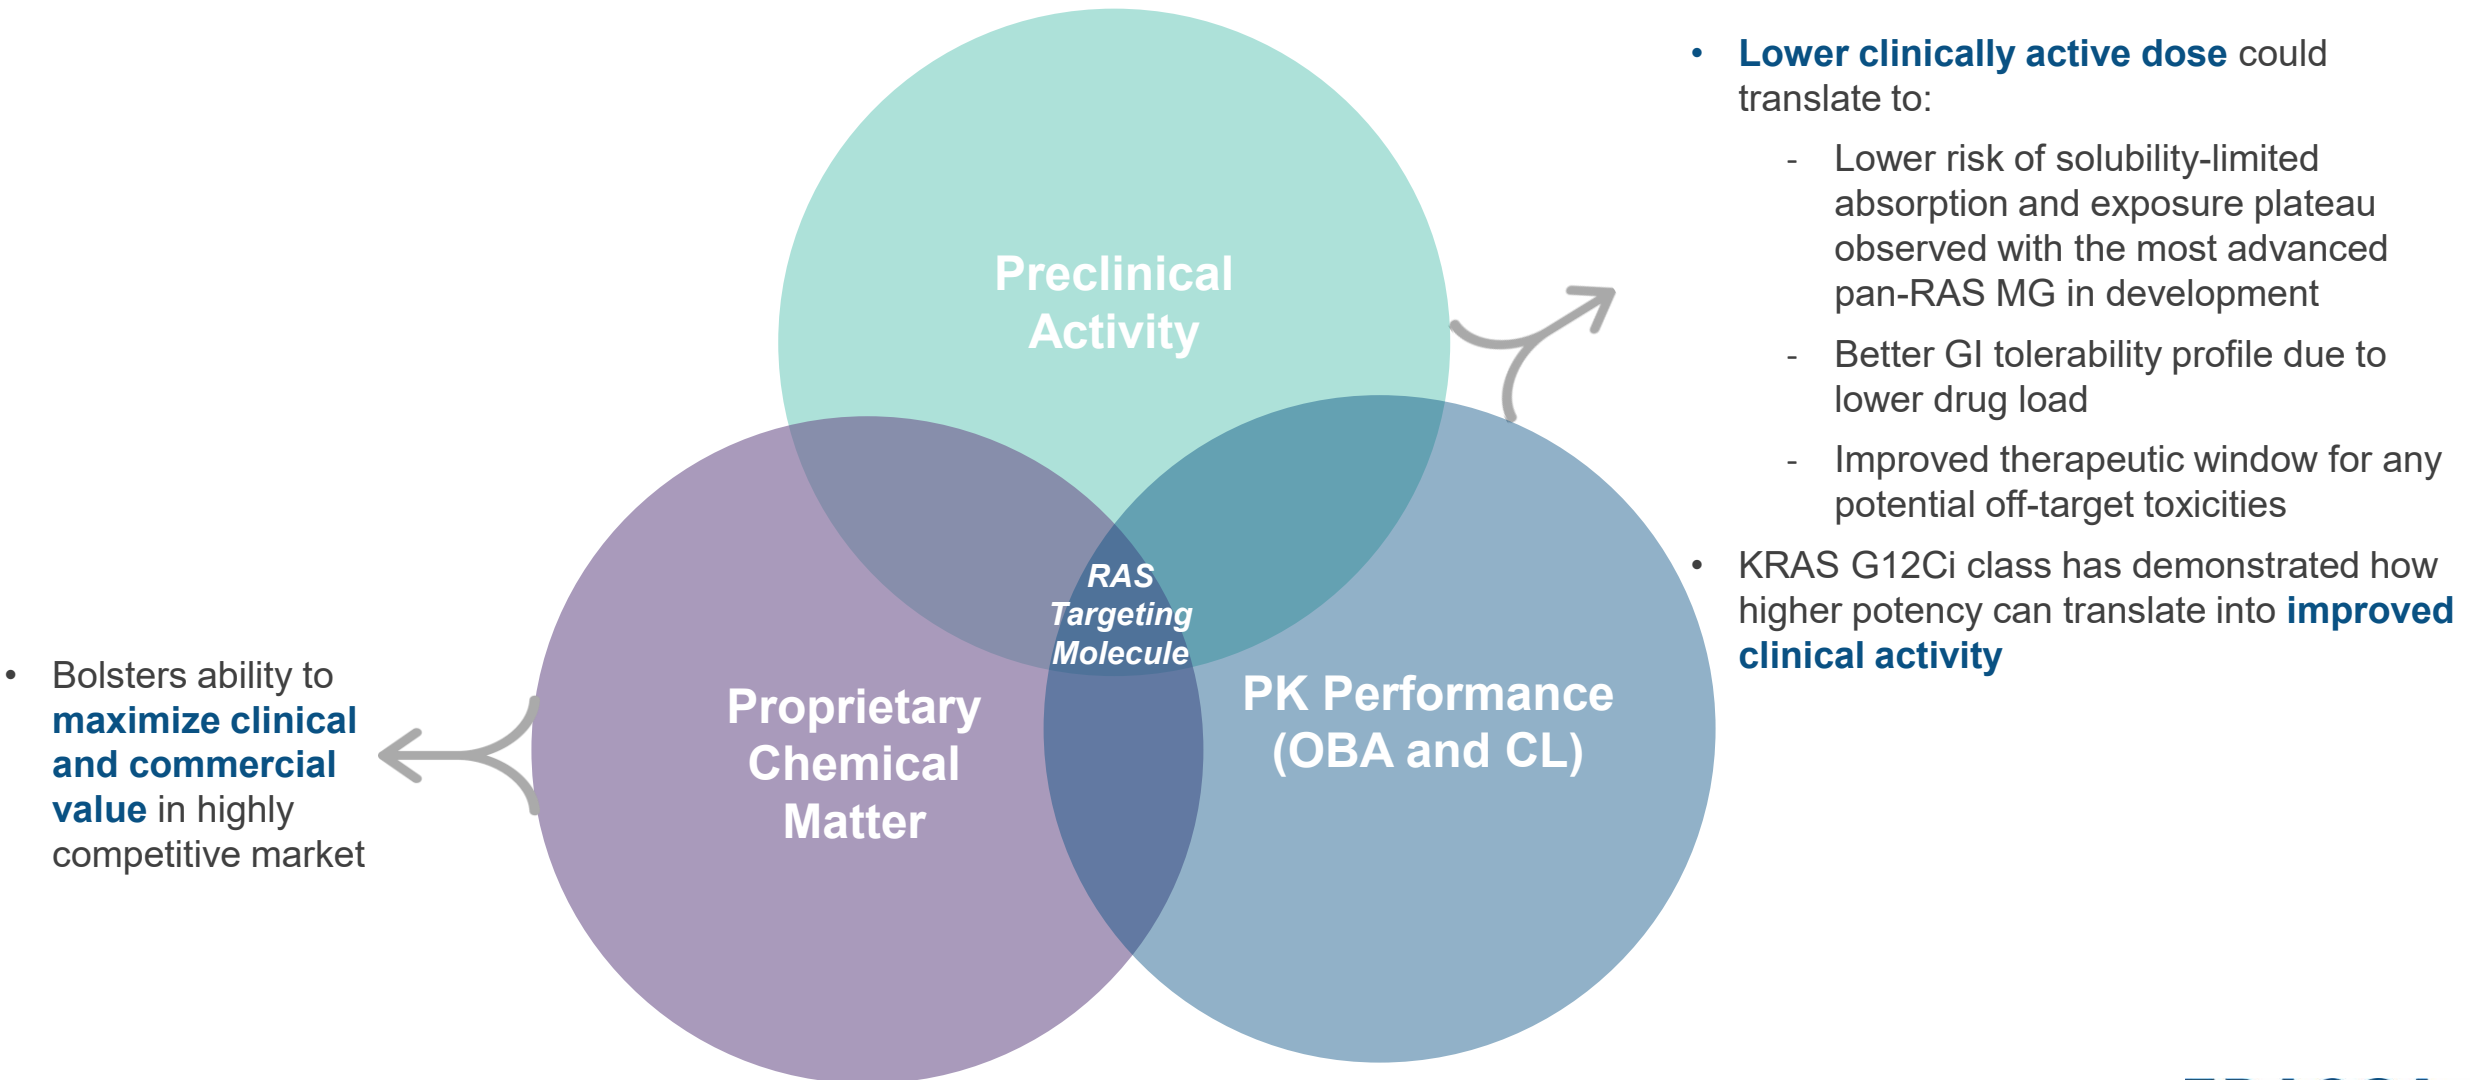 Preclinical
Activity
RAS
Targeting
Molecule
Proprietary
Chemical
Matter
PK Performance
(OBA and CL)
• Bolsters ability to
maximize clinical
and commercial
value in highly
competitive market
• Lower clinically active dose could
translate to:
- Lower risk of solubility-limited
absorption and exposure plateau
observed with the most advanced
pan-RAS MG in development
- Better GI tolerability profile due to
lower drug load
- Improved therapeutic window for any
potential off-target toxicities
• KRAS G12Ci class has demonstrated how
higher potency can translate into improved
clinical activity